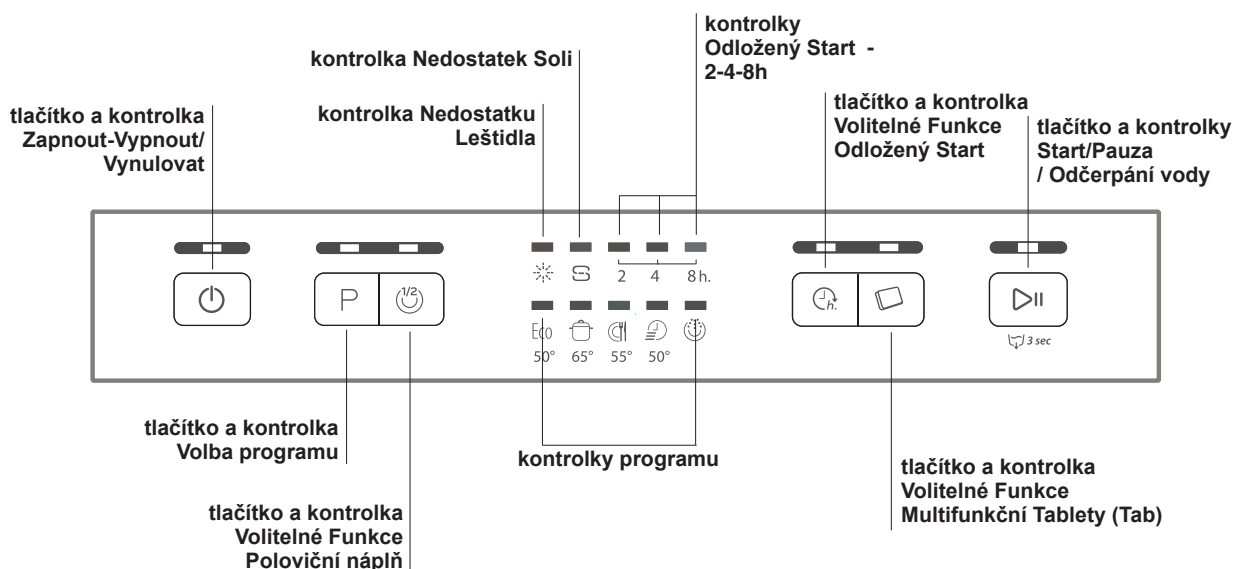 kontrolky
Odložený Start -
2-4-8h
kontrolka Nedostatek Soli
kontrolka Nedostatku
Leštidla
tlačítko a kontrolka
Zapnout-Vypnout/
Vynulovat
tlačítko a kontrolka
Volitelné Funkce
Odložený Start
tlačítko a kontrolky
Start/Pauza
/ Odčerpání vody
2 4 8 h.
P 1/2
h.
3 sec
Eco
50° 65° 55° 50°
tlačítko a kontrolka
Volba programu
kontrolky programu
tlačítko a kontrolka
Volitelné Funkce
Multifunkční Tablety (Tab)
tlačítko a kontrolka
Volitelné Funkce
Poloviční náplň